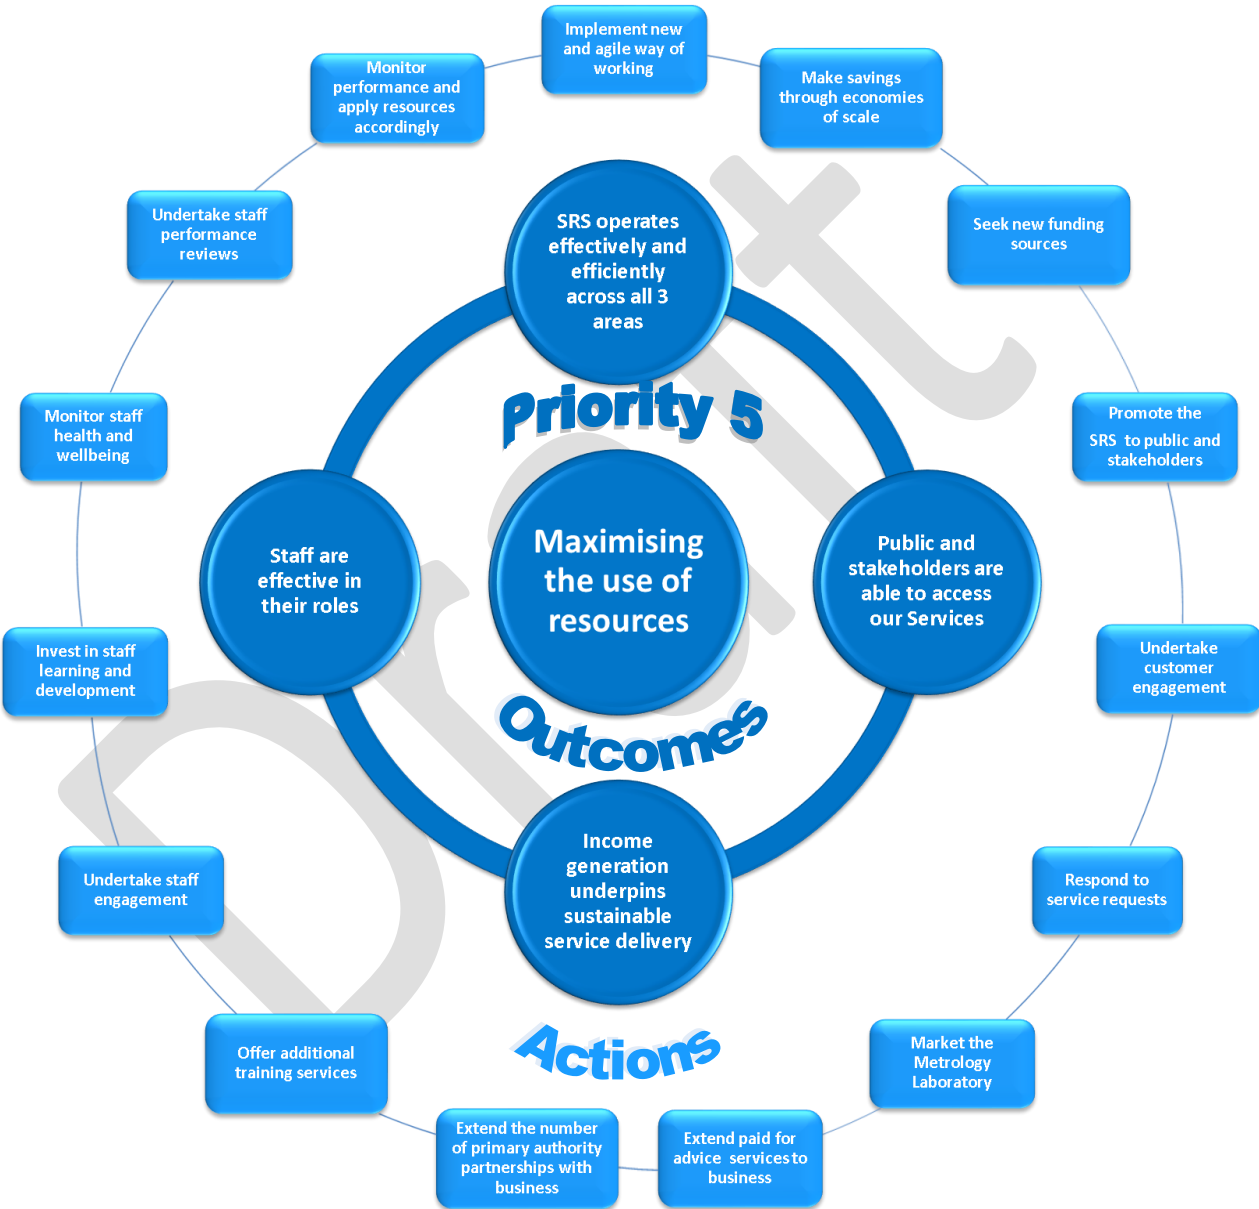 Implement new
and agile way of
working
Make savings
through economies
of scale
Seek new funding
sources
Promote the
SRS to public and
stakeholders
Undertake
customer
engagement
Respond to
service requests
Market the
Metrology
Laboratory
Extend paid for
advice services to
business
Extend the number
of primary authority
partnerships with
business
Offer additional
training services
Undertake staff
engagement
Invest in staff
learning and
development
Monitor staff
health and
wellbeing
Undertake staff
performance
reviews
Monitor
performance and
apply resources
accordingly
SRS operates
effectively and
efficiently
across all 3
areas
Priority 5
Maximising
the use of
resources
Public and
stakeholders are
able to access
our Services
Staff are
effective in
their roles
Outcomes
Income
generation
underpins
sustainable
service delivery
Actions
Draft